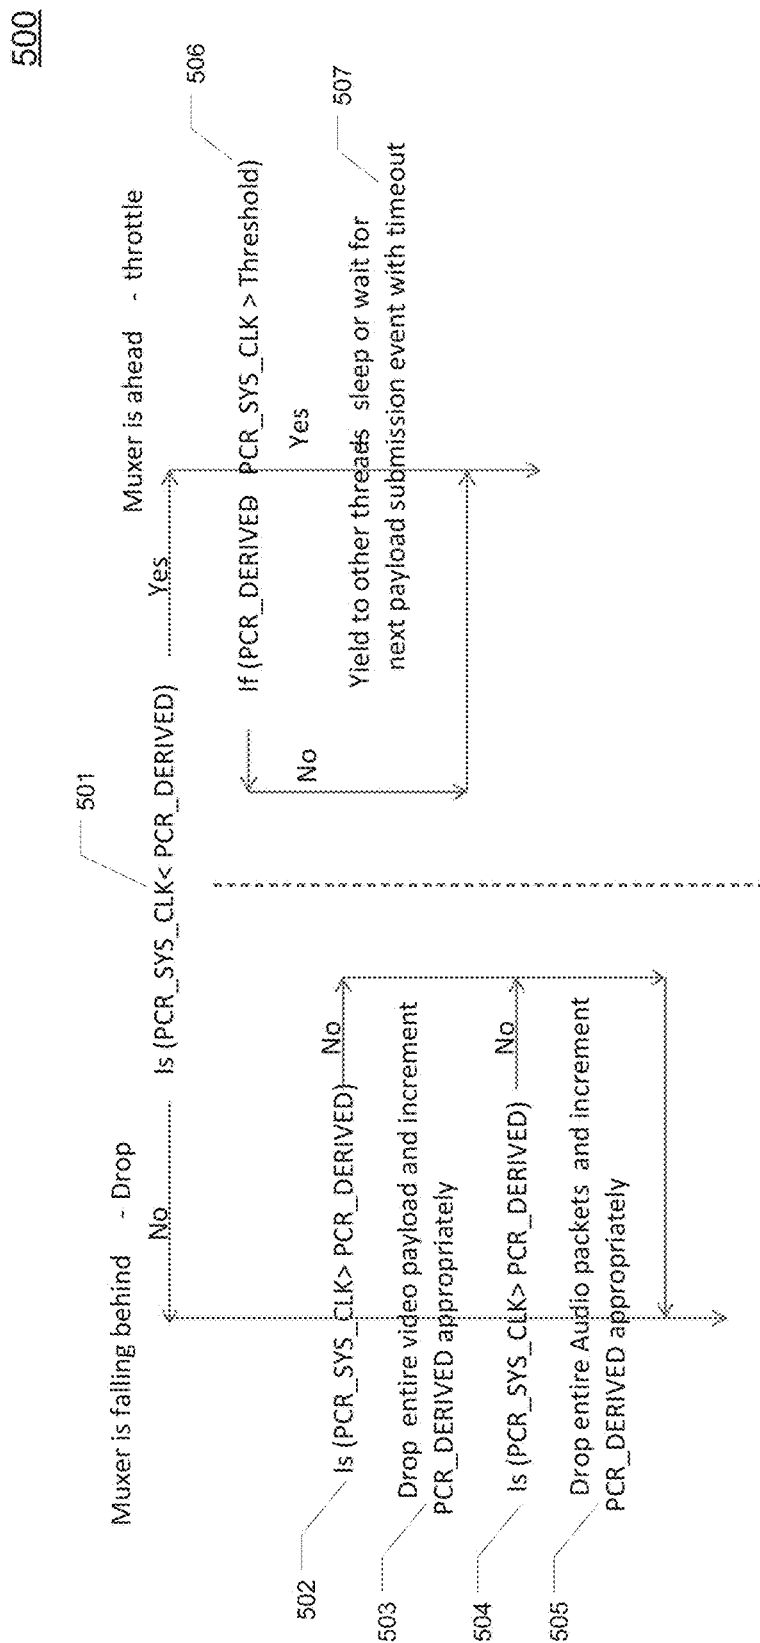 500
Muxer is falling behind - Drop
Muxer is ahead - throttle
501
Is (PCR_SYS_CLK< PCR_DERIVED)
No
Yes
506
If (PCR_DERIVED PCR_SYS_CLK > Threshold)
Yes
No
507
Yield to other threads sleep or wait for
next payload submission event with timeout
502
Is (PCR_SYS_CLK> PCR_DERIVED)
No
503
Drop entire video payload and increment
PCR_DERIVED appropriately
504
Is (PCR_SYS_CLK> PCR_DERIVED)
No
505
Drop entire Audio packets and increment
PCR_DERIVED appropriately